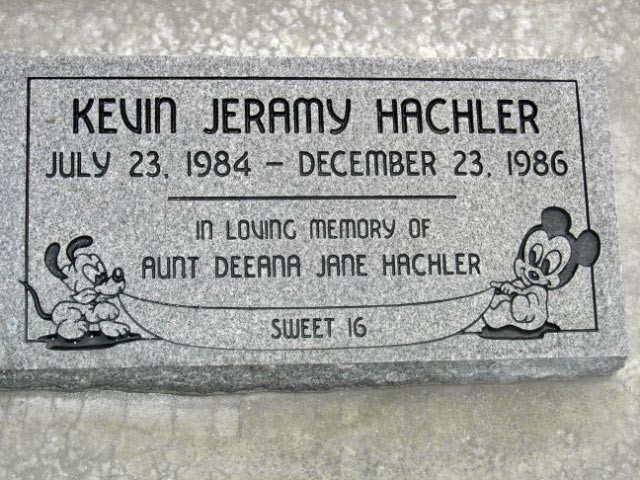 KEVIN JERAMY HACHLER
JULY 23, 1984 – DECEMBER 23, 1986
IN LOVING MEMORY OF
AUNT DEEANA JANE HACHLER
SWEET 16